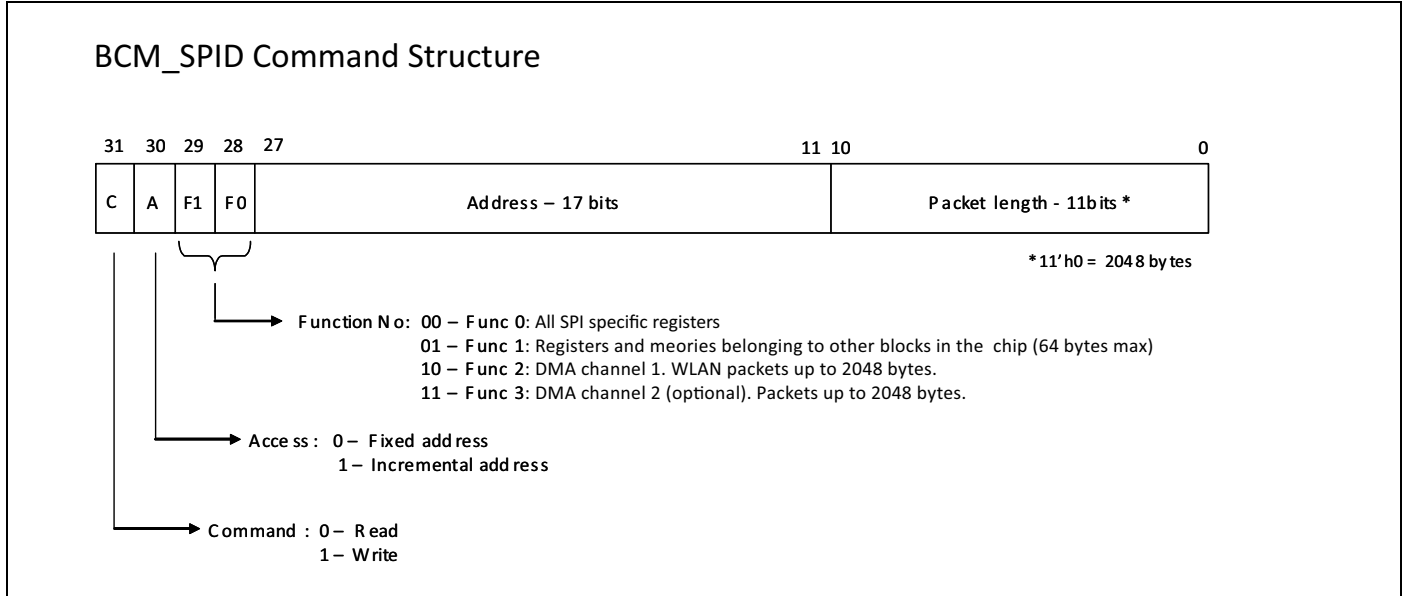 BCM_SPID Command Structure
31 30 29 28 27 11 10 0
C A F1 F0 Address – 17 bits Packet length - 11bits *
*11'h0 = 2048 bytes
Function No: 00 – Func 0: All SPI specific registers
01 – Func 1: Registers and meories belonging to other blocks in the chip (64 bytes max)
10 – Func 2: DMA channel 1. WLAN packets up to 2048 bytes.
11 – Func 3: DMA channel 2 (optional). Packets up to 2048 bytes.
Access: 0 – Fixed address
1 – Incremental address
Command : 0 – Read
1 – Write